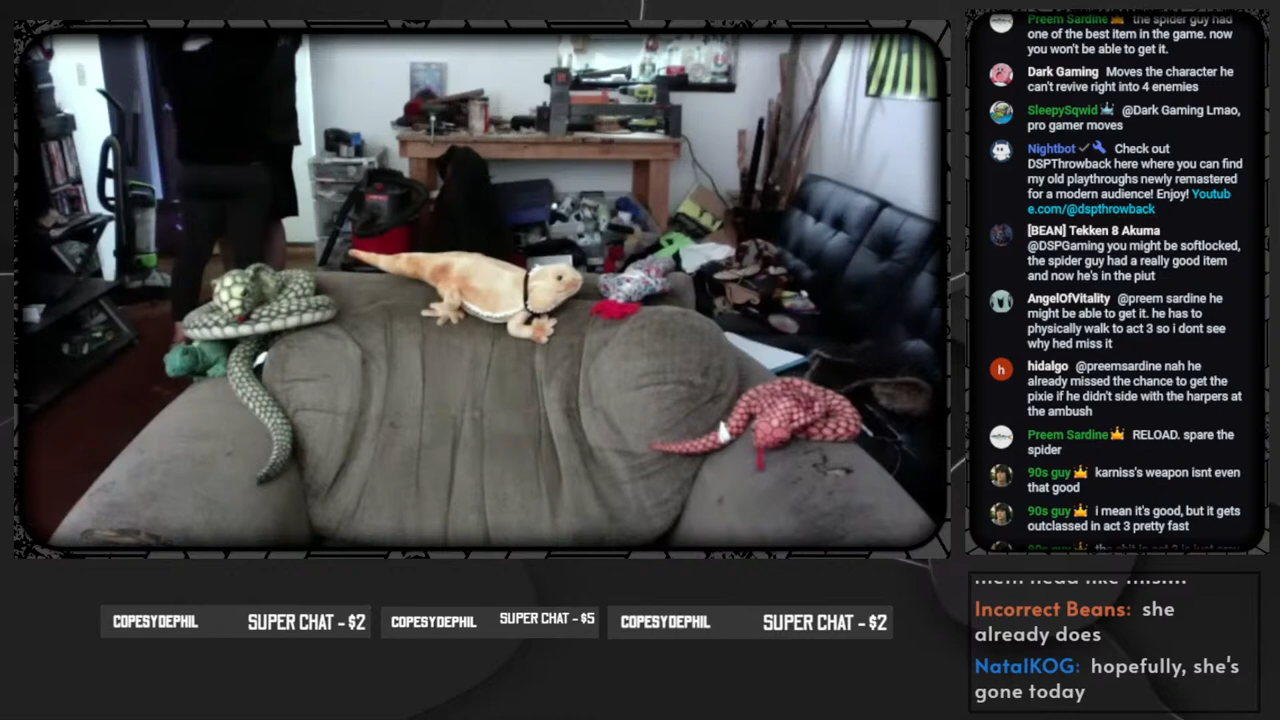 Preem Sardine the spider guy had
one of the best item in the game. now
you won't be able to get it.
Dark Gaming Moves the character he
can't revive right into 4 enemies
SleepySqwid @Dark Gaming Lmao,
pro gamer moves
Nightbot Check out
DSPThrowback here where you can find
my old playthroughs newly remastered
for a modern audience! Enjoy! Youtub
e.com/@dspthrowback
[BEAN] Tekken 8 Akuma
@DSPGaming you might be softlocked,
the spider guy had a really good item
and now he's in the piut
AngelOfVitality @preem sardine he
might be able to get it. he has to
physically walk to act 3 so i dont see
why hed miss it
h hidalgo @preemsardine nah he
already missed the chance to get the
pixie if he didn't side with the harpers at
the ambush
Preem Sardine RELOAD. spare the
spider
90s guy karniss's weapon isnt even
that good
90s guy i mean it's good, but it gets
outclassed in act 3 pretty fast
COPESYDEPHIL SUPER CHAT - $2
COPESYDEPHIL SUPER CHAT - $5
COPESYDEPHIL SUPER CHAT - $2
Incorrect Beans: she
already does
NatalKOG: hopefully, she's
gone today